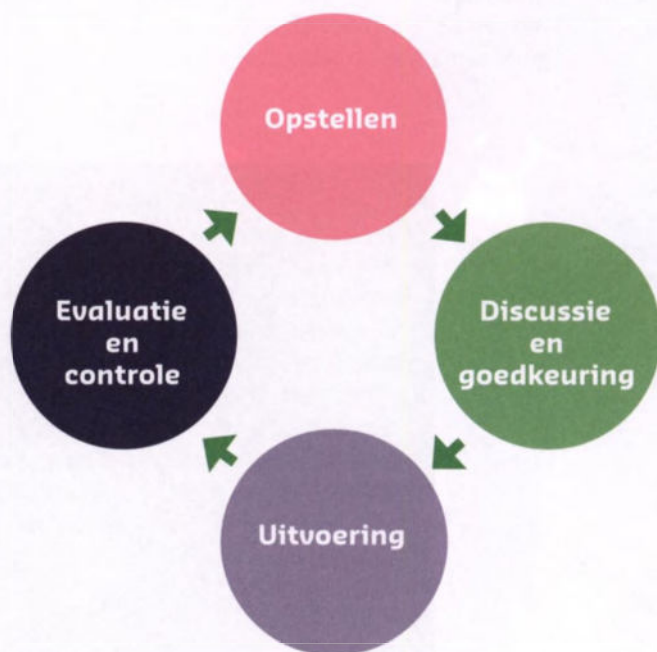 Opstellen
Discussie
en
goedkeuring
Uitvoering
Evaluatie
en
controle